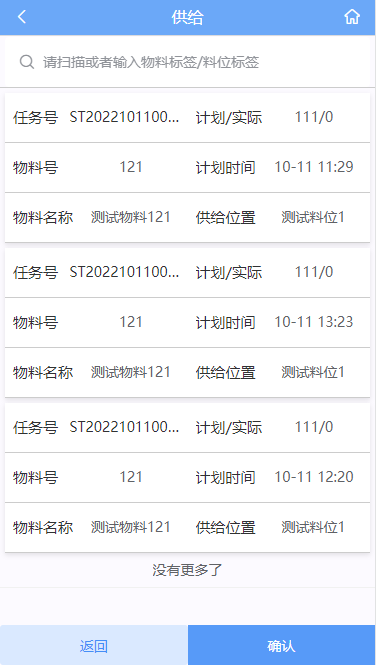 供给
请扫描或者输入物料标签/料位标签
任务号 ST2022101100... 计划/实际 111/0
物料号 121 计划时间 10-11 11:29
物料名称 测试物料121 供给位置 测试料位1
任务号 ST2022101100... 计划/实际 111/0
物料号 121 计划时间 10-11 13:23
物料名称 测试物料121 供给位置 测试料位1
任务号 ST2022101100... 计划/实际 111/0
物料号 121 计划时间 10-11 12:20
物料名称 测试物料121 供给位置 测试料位1
没有更多了
返回 确认